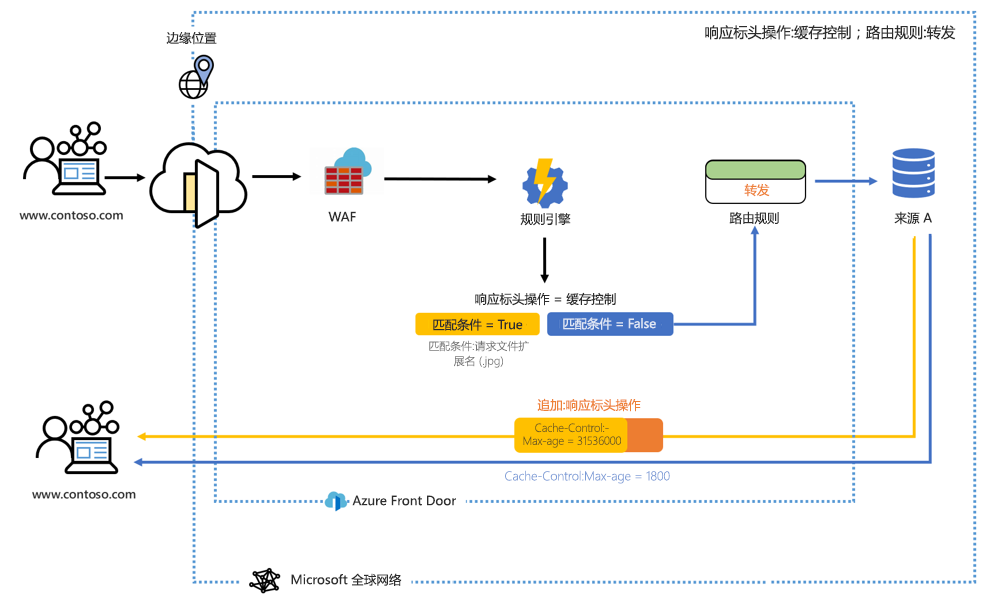 响应标头操作:缓存控制；路由规则:转发
边缘位置
www.contoso.com
WAF
规则引擎
转发
路由规则
来源 A
响应标头操作 = 缓存控制
匹配条件 = True
匹配条件 = False
匹配条件:请求文件扩
展名 (.jpg)
追加:响应标头操作
Cache-Control:-
Max-age = 31536000
Cache-Control:Max-age = 1800
www.contoso.com
Azure Front Door
Microsoft 全球网络